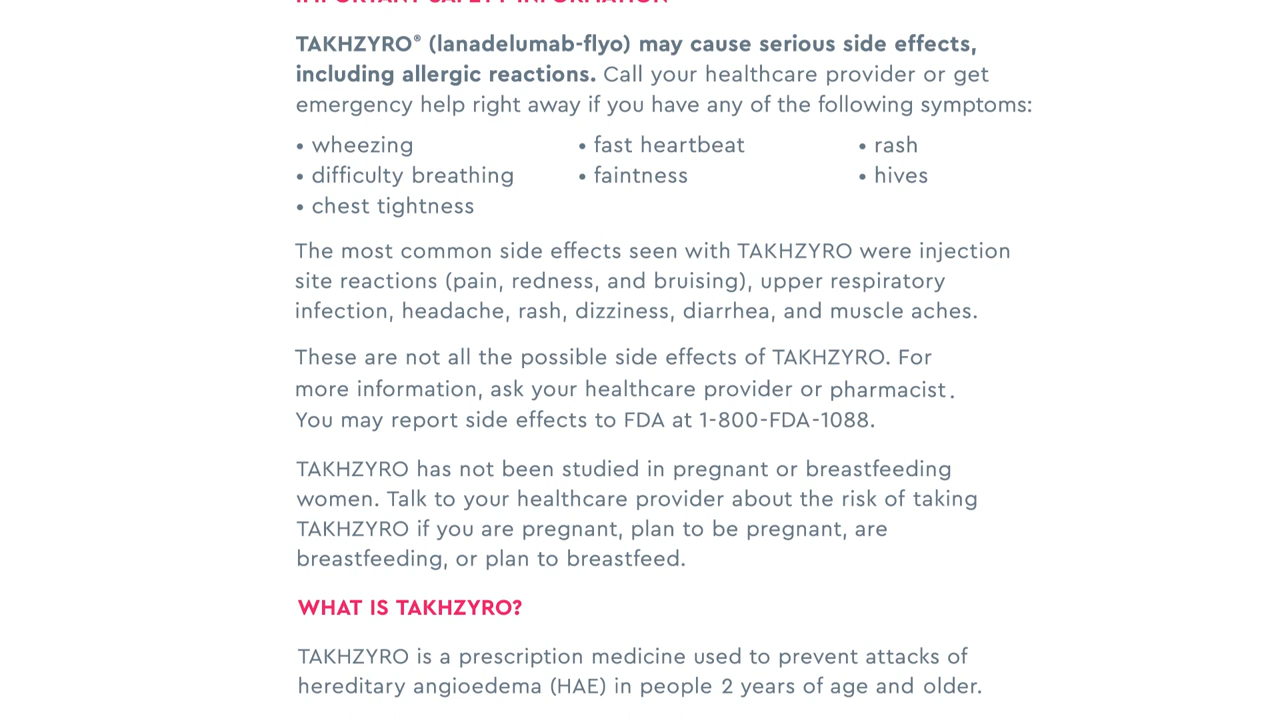 IMPORTANT SAFETY INFORMATION
TAKHZYRO® (lanadelumab-flyo) may cause serious side effects,
including allergic reactions. Call your healthcare provider or get
emergency help right away if you have any of the following symptoms:
• wheezing • fast heartbeat • rash
• difficulty breathing • faintness • hives
• chest tightness
The most common side effects seen with TAKHZYRO were injection
site reactions (pain, redness, and bruising), upper respiratory
infection, headache, rash, dizziness, diarrhea, and muscle aches.
These are not all the possible side effects of TAKHZYRO. For
more information, ask your healthcare provider or pharmacist.
You may report side effects to FDA at 1-800-FDA-1088.
TAKHZYRO has not been studied in pregnant or breastfeeding
women. Talk to your healthcare provider about the risk of taking
TAKHZYRO if you are pregnant, plan to be pregnant, are
breastfeeding, or plan to breastfeed.
WHAT IS TAKHZYRO?
TAKHZYRO is a prescription medicine used to prevent attacks of
hereditary angioedema (HAE) in people 2 years of age and older.